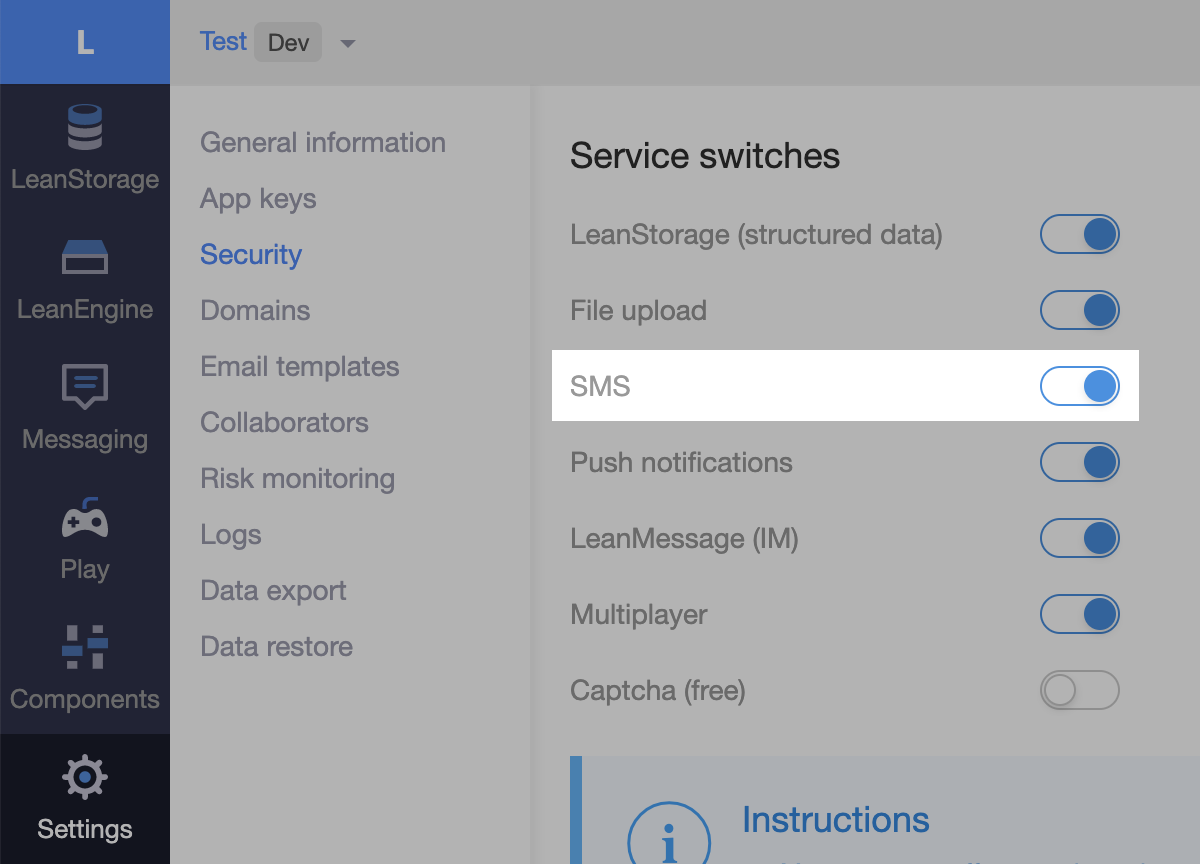 L
Test Dev
LeanStorage
LeanEngine
Messaging
Play
Components
Settings
General information
App keys
Security
Domains
Email templates
Collaborators
Risk monitoring
Logs
Data export
Data restore
Service switches
LeanStorage (structured data)
File upload
SMS
Push notifications
LeanMessage (IM)
Multiplayer
Captcha (free)
i
Instructions